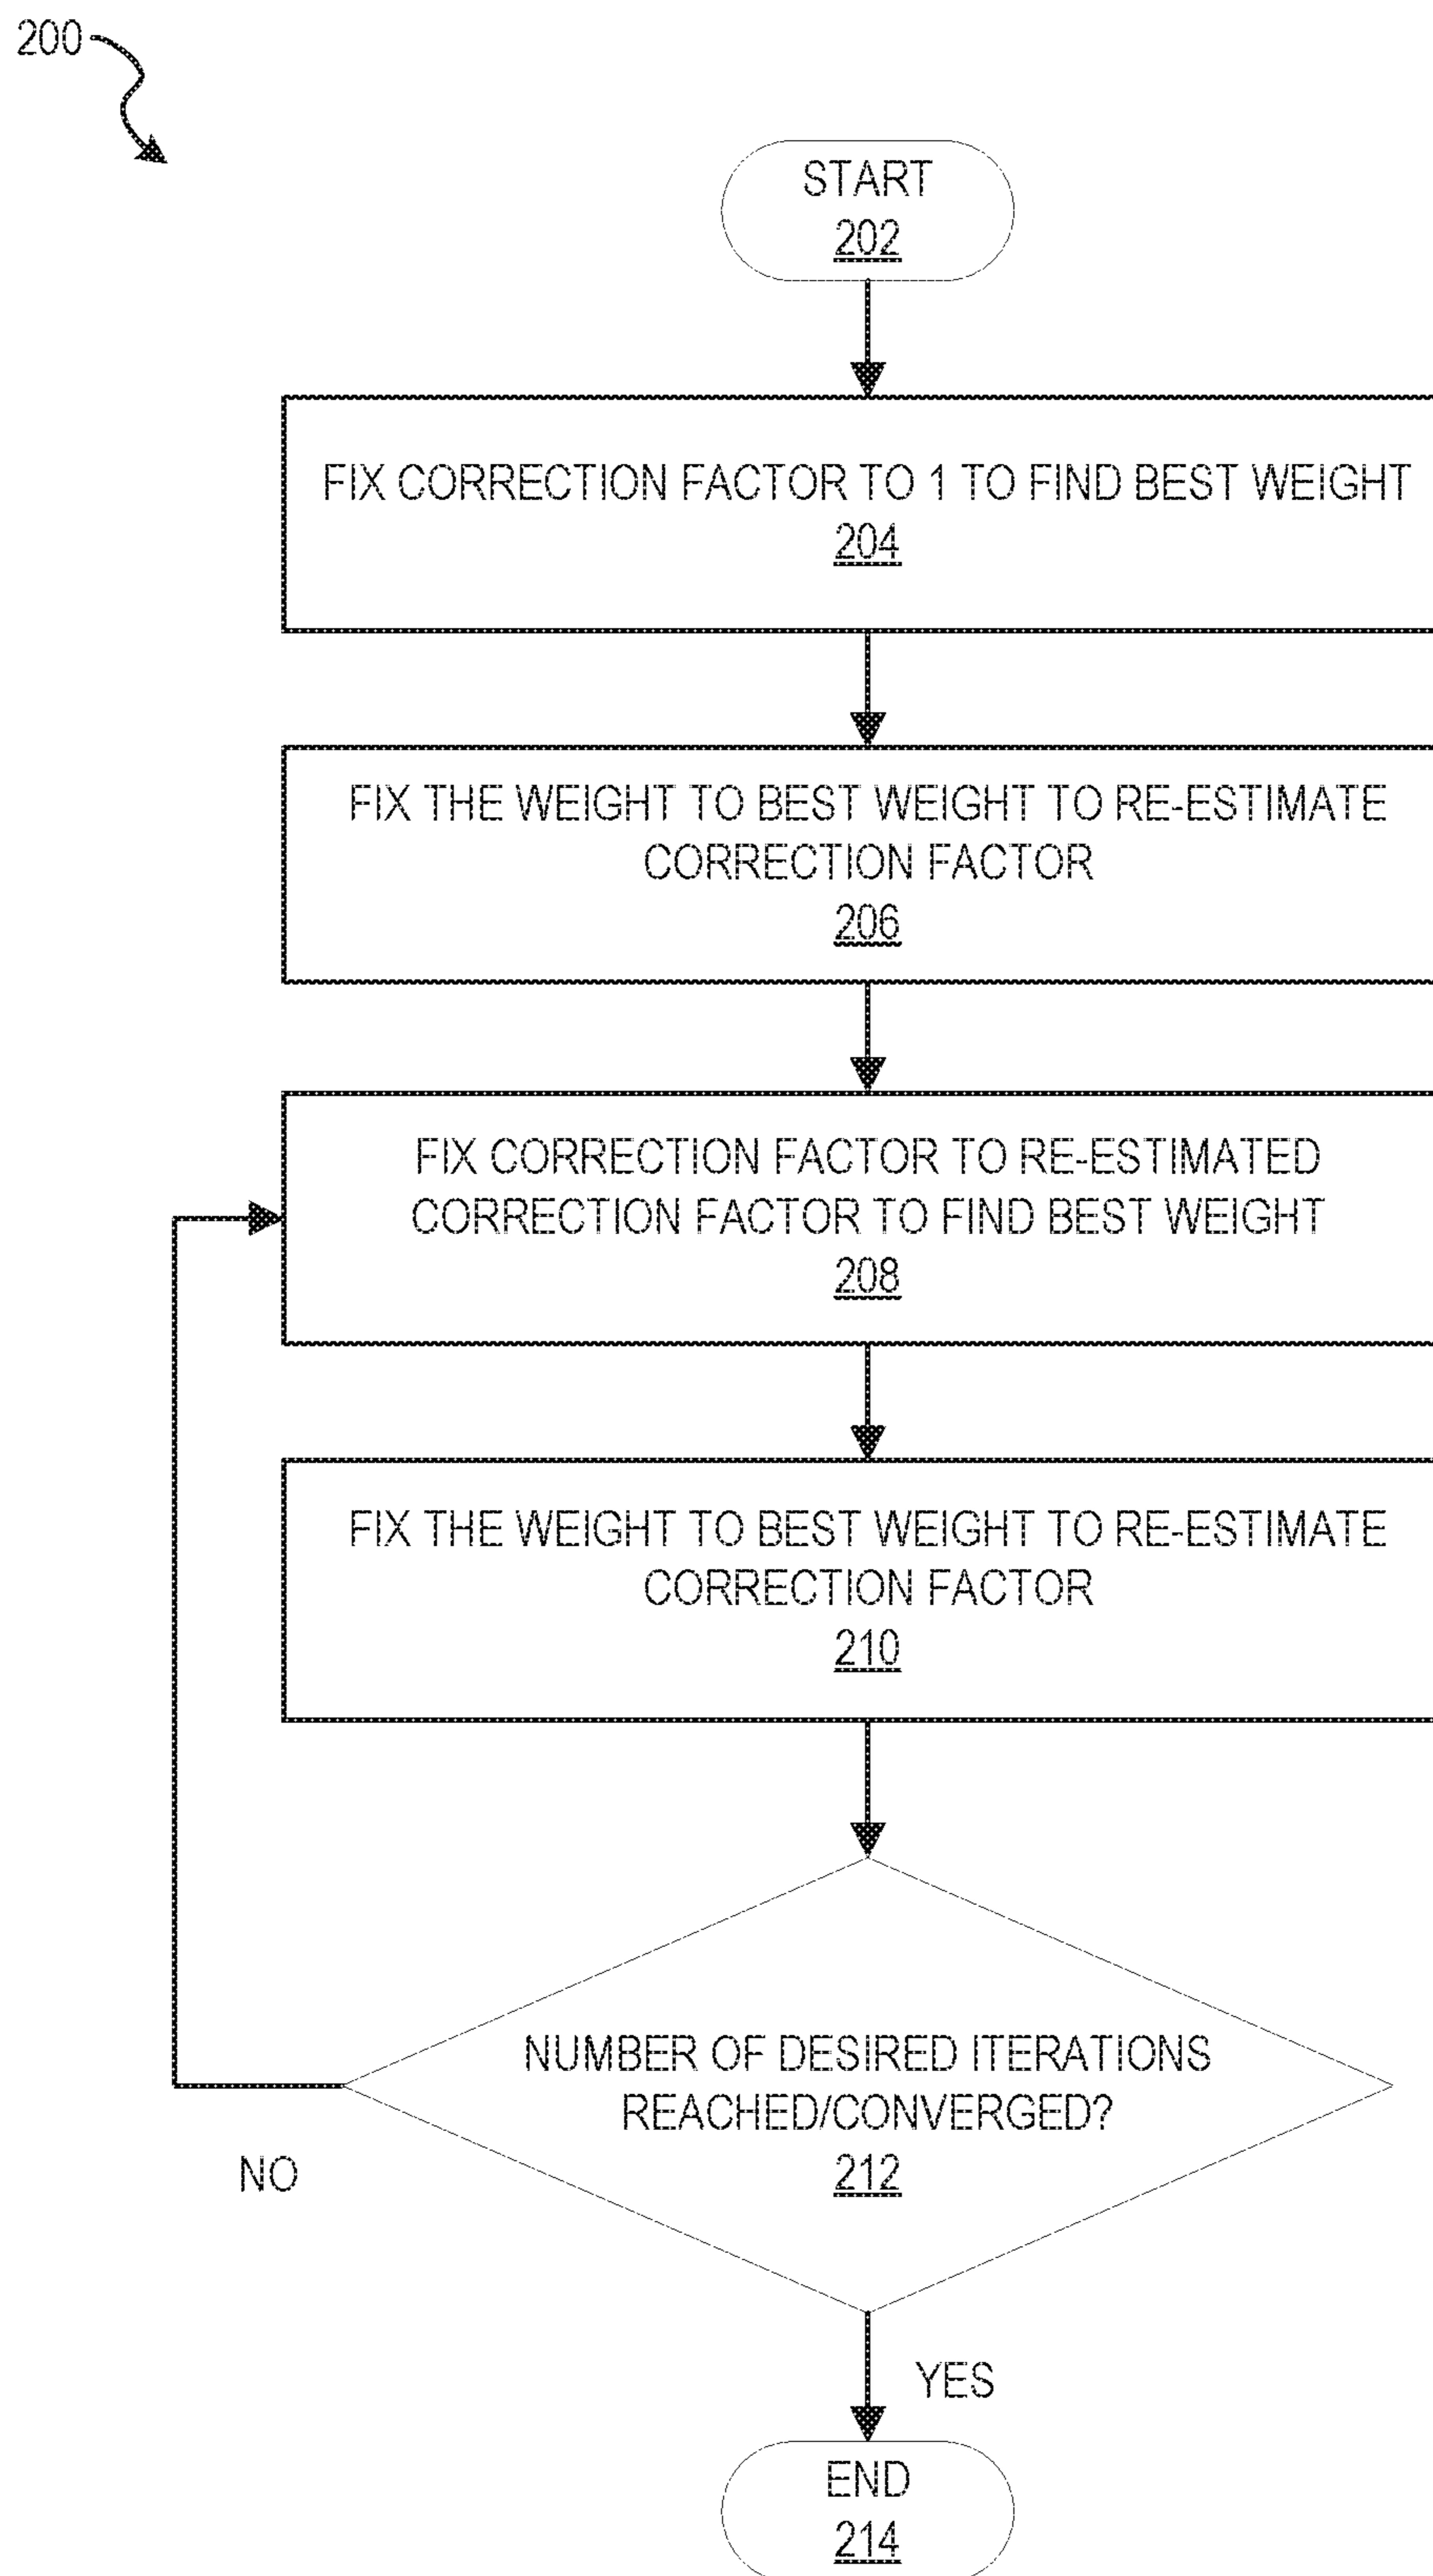 200
START
202
FIX CORRECTION FACTOR TO 1 TO FIND BEST WEIGHT
204
FIX THE WEIGHT TO BEST WEIGHT TO RE-ESTIMATE
CORRECTION FACTOR
206
FIX CORRECTION FACTOR TO RE-ESTIMATED
CORRECTION FACTOR TO FIND BEST WEIGHT
208
FIX THE WEIGHT TO BEST WEIGHT TO RE-ESTIMATE
CORRECTION FACTOR
210
NUMBER OF DESIRED ITERATIONS
REACHED/CONVERGED?
212
NO
YES
END
214